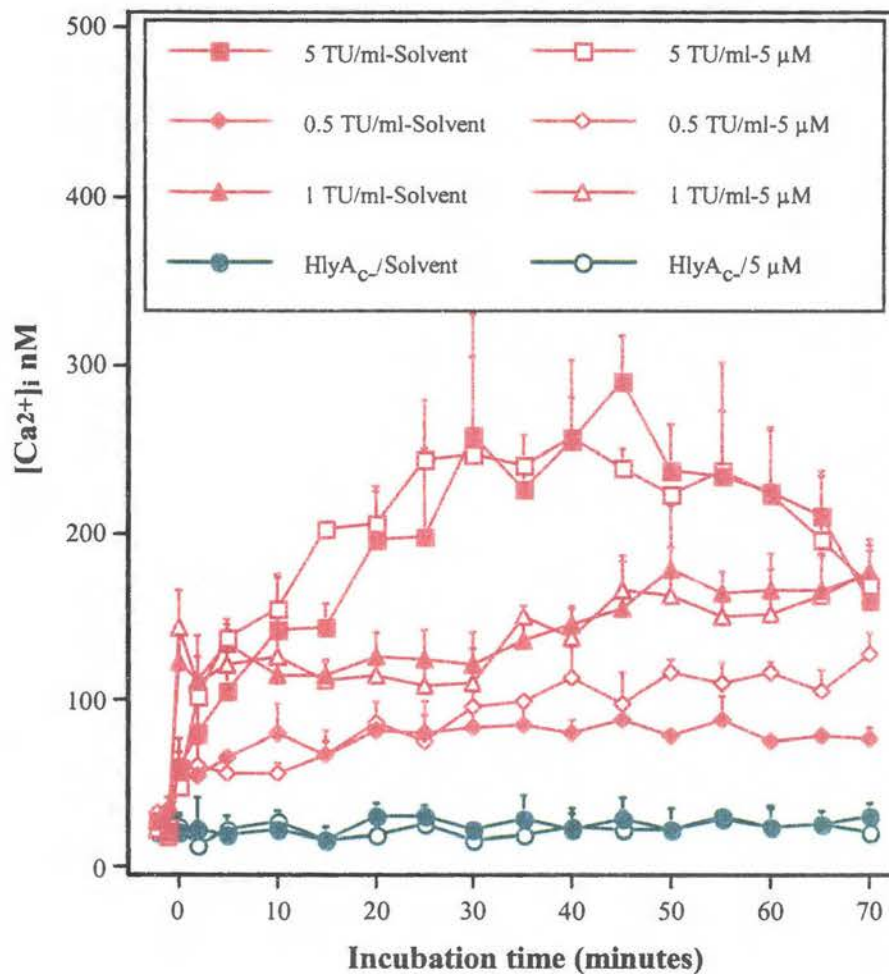 500
400
300
200
100
0
[Ca2+]i nM
5 TU/ml-Solvent
5 TU/ml-5 µM
0.5 TU/ml-Solvent
0.5 TU/ml-5 µM
1 TU/ml-Solvent
1 TU/ml-5 µM
HlyAc-/Solvent
HlyAc-/5 µM
0 10 20 30 40 50 60 70
Incubation time (minutes)